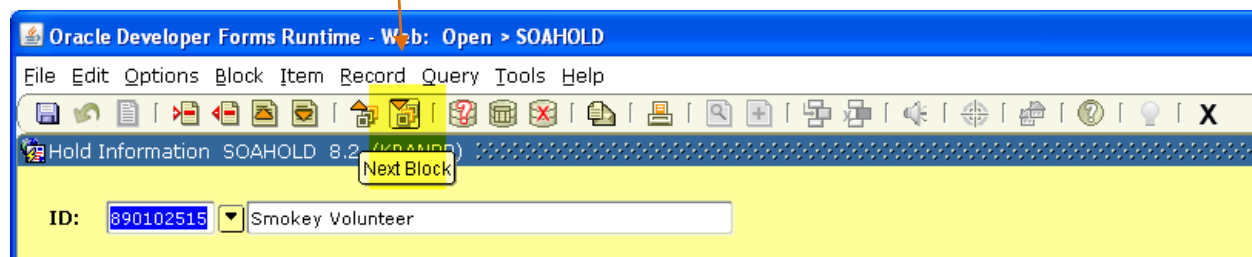 Oracle Developer Forms Runtime - Web: Open > SOAHOLD
File Edit Options Block Item Record Query Tools Help
Hold Information SOAHOLD 8.2
Next Block
ID: 890102515 Smokey Volunteer